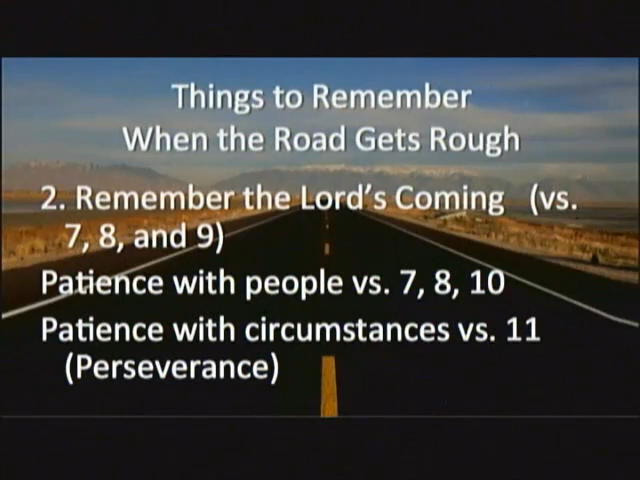 Things to Remember
When the Road Gets Rough
2. Remember the Lord's Coming (vs.
7, 8, and 9)
Patience with people vs. 7, 8, 10
Patience with circumstances vs. 11
(Perseverance)